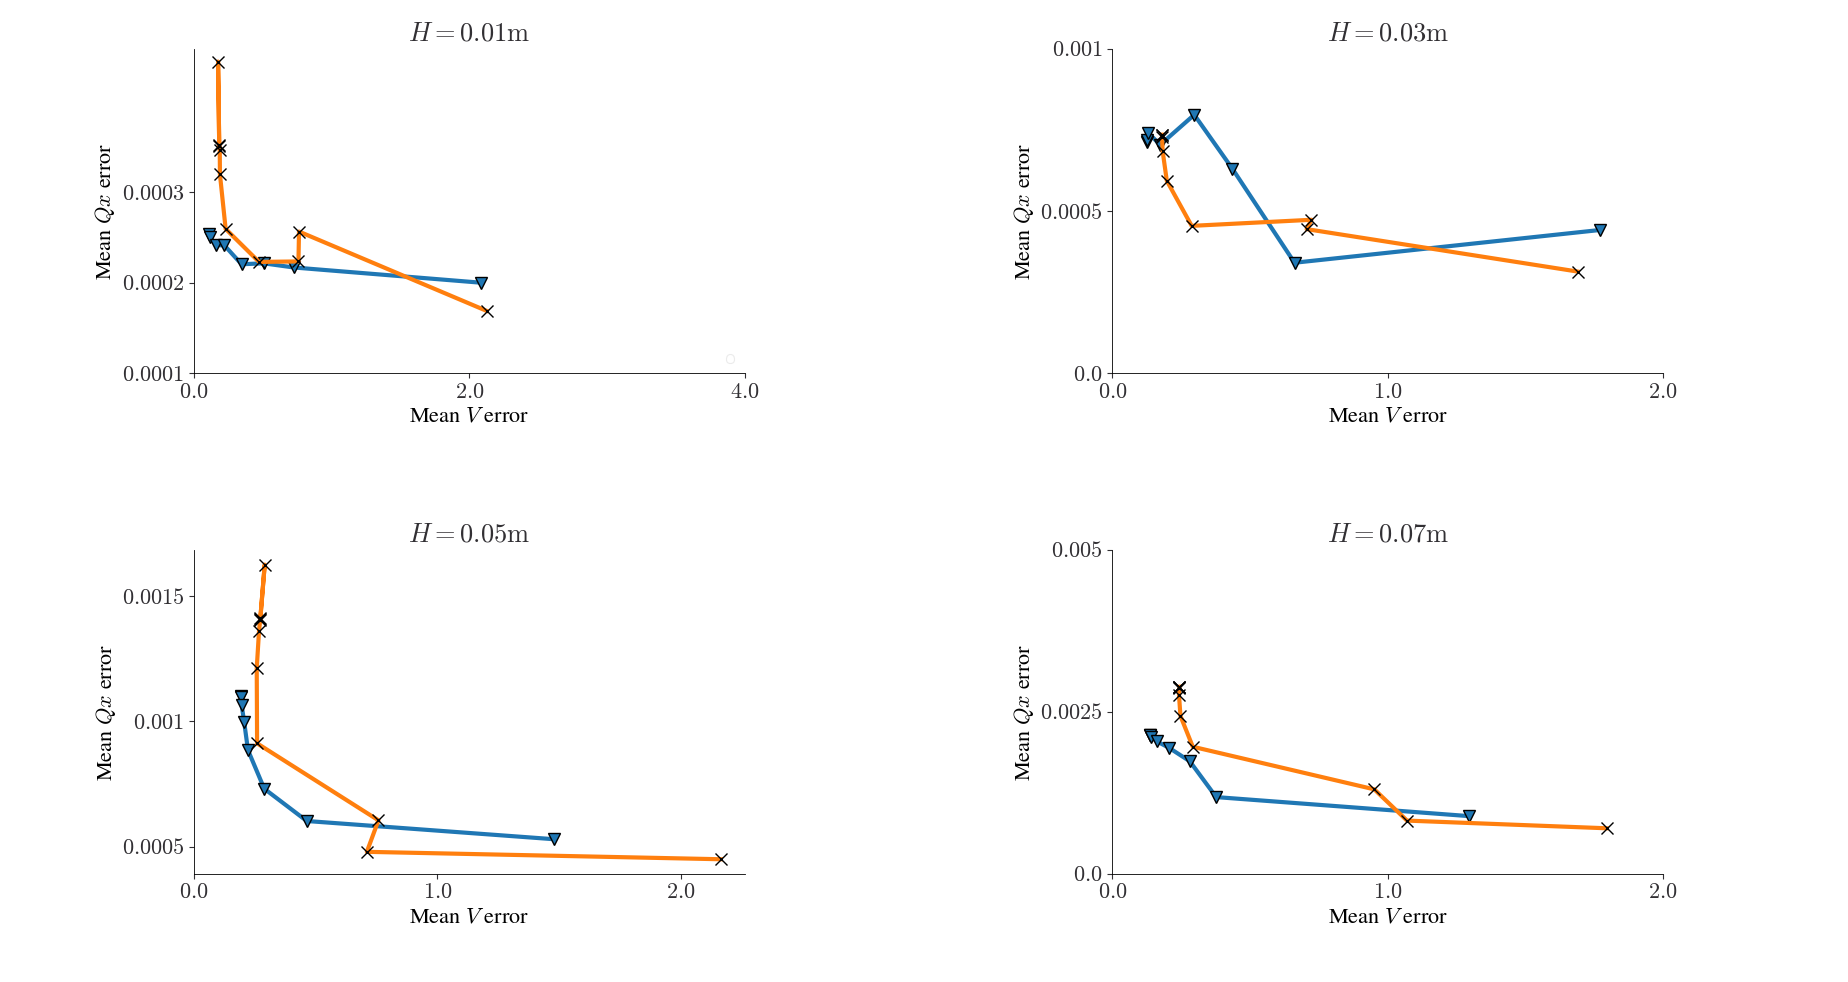 H = 0.01m
Mean Qx error
0.0003
0.0002
0.0001
0.0 2.0 4.0
Mean V error
H = 0.03m
Mean Qx error
0.001
0.0005
0.0
0.0 1.0 2.0
Mean V error
H = 0.05m
Mean Qx error
0.0015
0.001
0.0005
0.0 1.0 2.0
Mean V error
H = 0.07m
Mean Qx error
0.005
0.0025
0.0
0.0 1.0 2.0
Mean V error